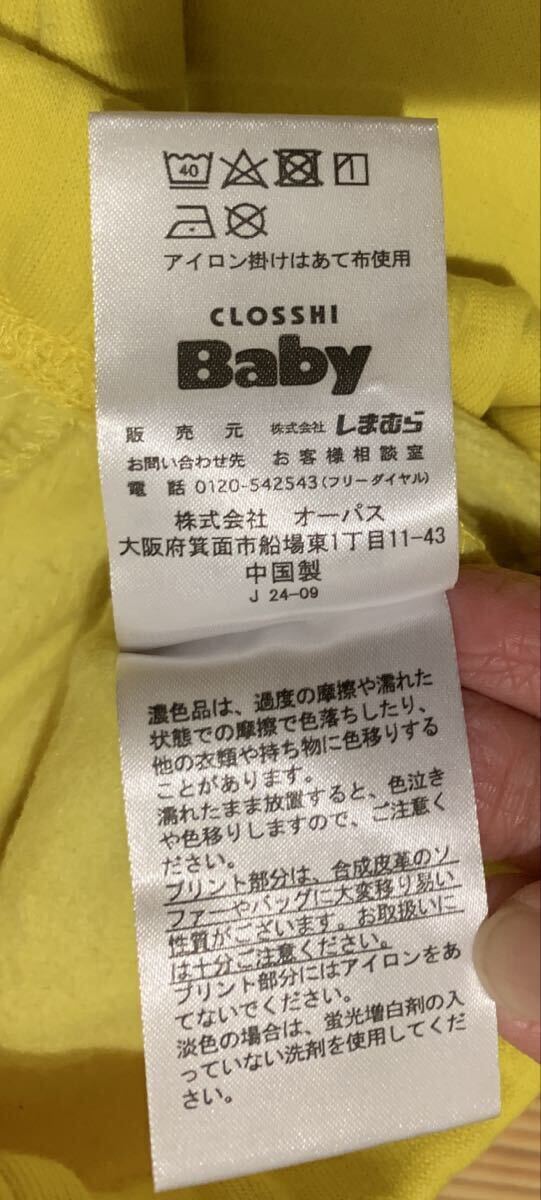 40
アイロン掛けはあて布使用
CLOSSHI
Baby
販売元 株式会社 しまむら
お問い合わせ先 お客様相談室
電話 0120-542543(フリーダイヤル)
株式会社 オーパス
大阪府箕面市船場東1丁目11-43
中国製
J 24-09
濃色品は、過度の摩擦や濡れた
状態での摩擦で色落ちしたり、
他の衣類や持ち物に色移りする
ことがあります。
濡れたまま放置すると、色泣き
や色移りしますので、ご注意く
ださい。
プリント部分は、合成皮革のソ
ファーやバッグに大変移り易い
性質がございます。お取扱いに
は十分ご注意ください。
プリント部分にはアイロンをあ
てないでください。
淡色の場合は、蛍光増白剤の入
っていない洗剤を使用してくだ
さい。